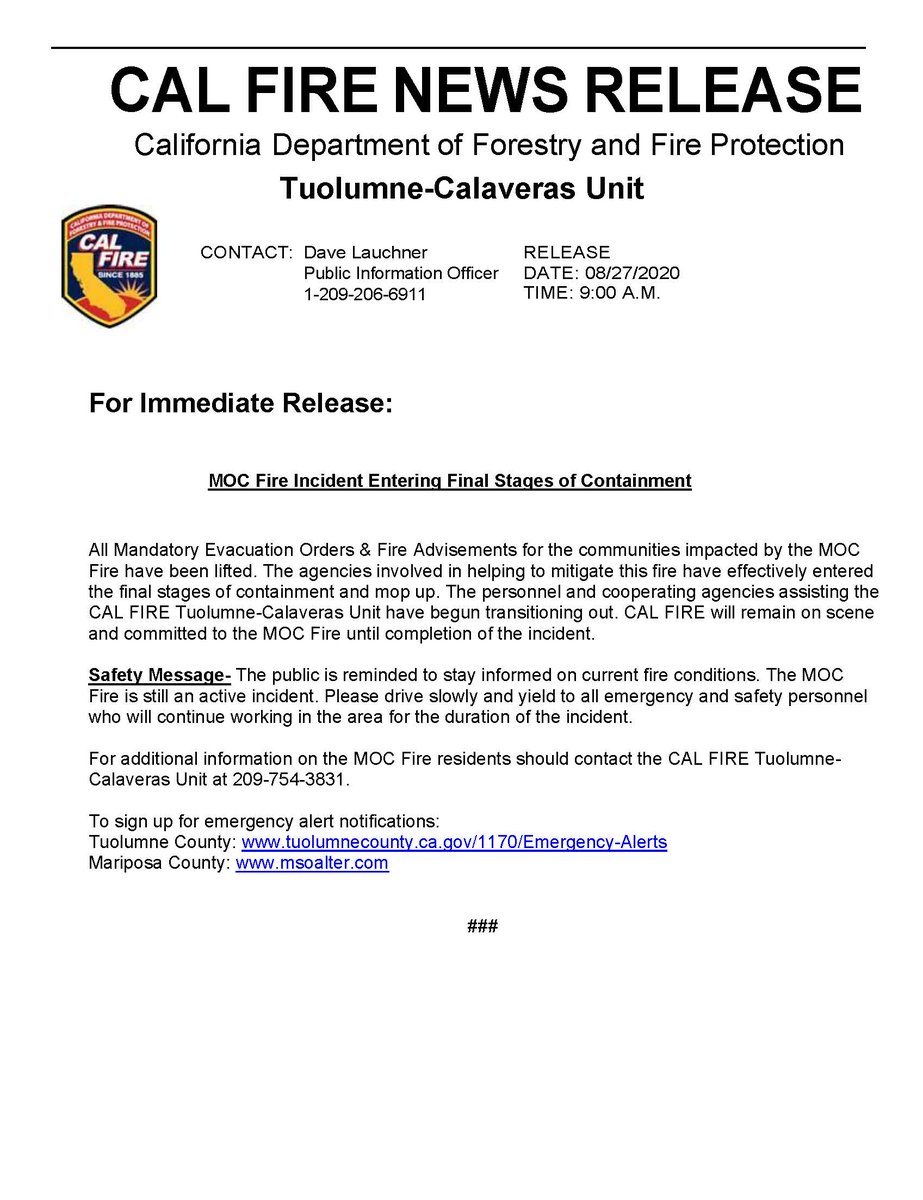 CAL FIRE NEWS RELEASE
California Department of Forestry and Fire Protection
Tuolumne-Calaveras Unit
CALIFORNIA DEPARTMENT OF
FORESTRY & FIRE PROTECTION
CAL
FIRE
SINCE 1885
CONTACT: Dave Lauchner
Public Information Officer
1-209-206-6911
RELEASE
DATE: 08/27/2020
TIME: 9:00 A.M.
For Immediate Release:
MOC Fire Incident Entering Final Stages of Containment
All Mandatory Evacuation Orders & Fire Advisements for the communities impacted by the MOC
Fire have been lifted. The agencies involved in helping to mitigate this fire have effectively entered
the final stages of containment and mop up. The personnel and cooperating agencies assisting the
CAL FIRE Tuolumne-Calaveras Unit have begun transitioning out. CAL FIRE will remain on scene
and committed to the MOC Fire until completion of the incident.
Safety Message- The public is reminded to stay informed on current fire conditions. The MOC
Fire is still an active incident. Please drive slowly and yield to all emergency and safety personnel
who will continue working in the area for the duration of the incident.
For additional information on the MOC Fire residents should contact the CAL FIRE Tuolumne-
Calaveras Unit at 209-754-3831.
To sign up for emergency alert notifications:
Tuolumne County: www.tuolumnecounty.ca.gov/1170/Emergency-Alerts
Mariposa County: www.msoalter.com
###